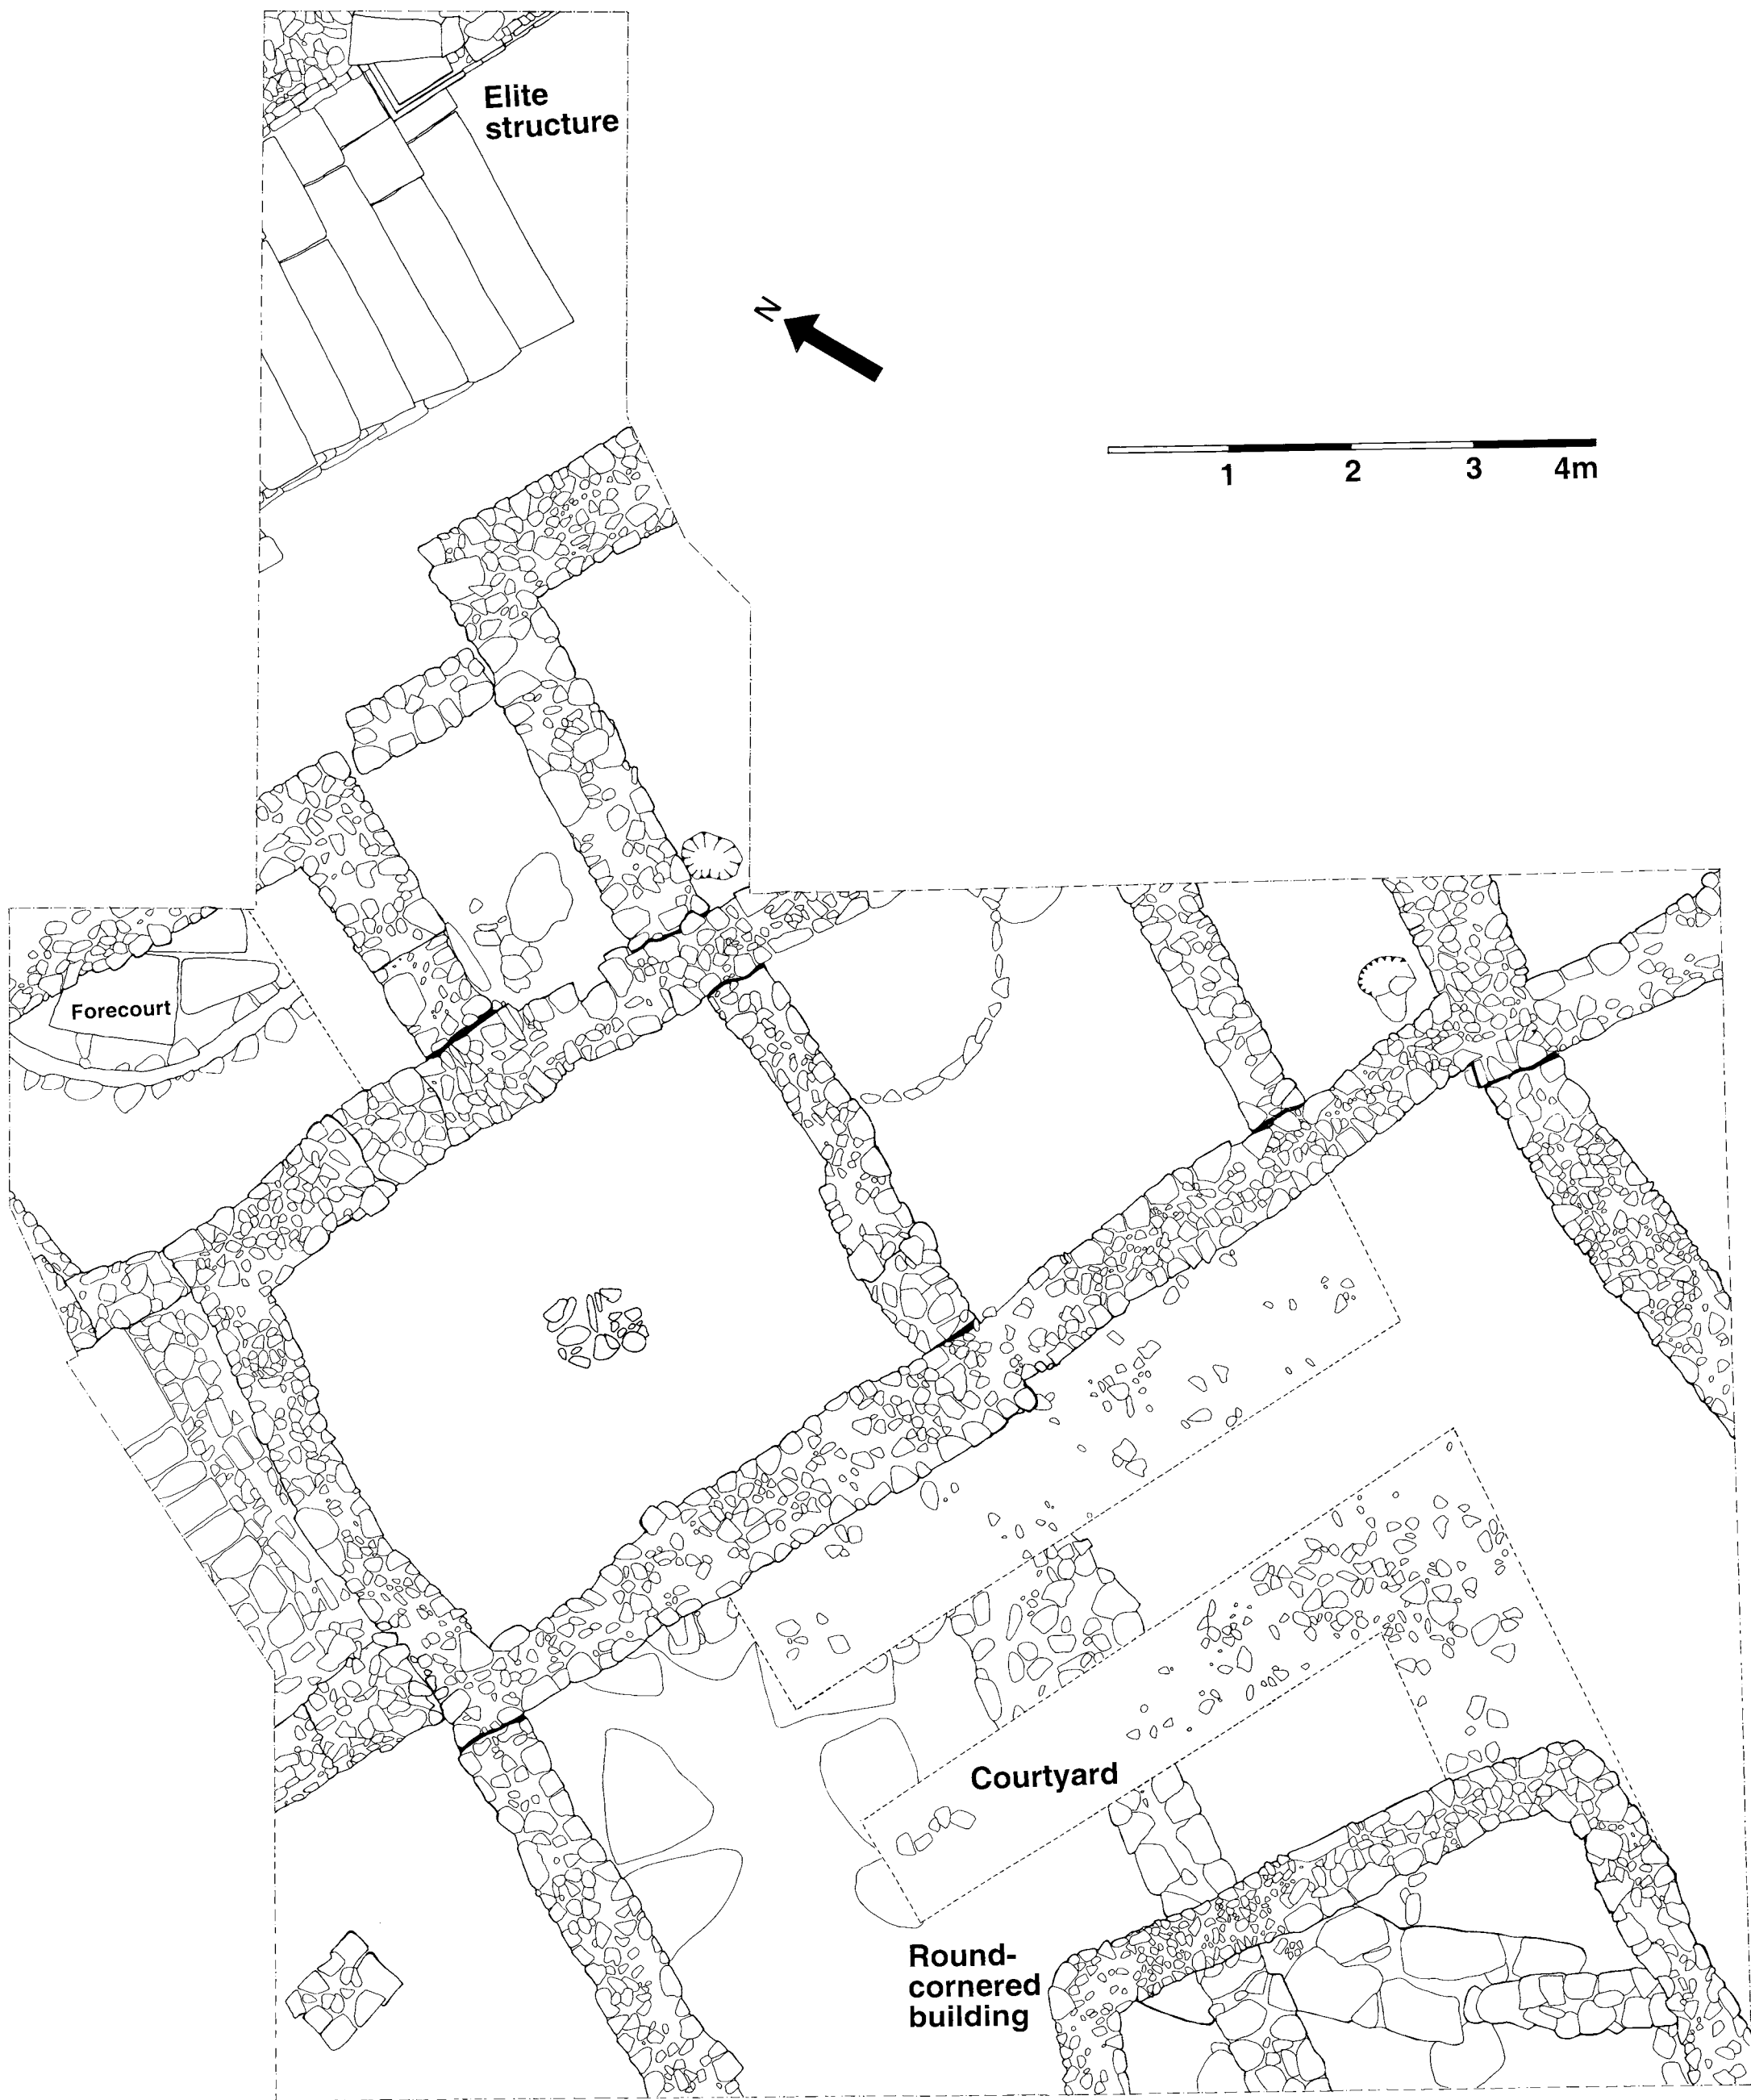 Elite
structure
N
1 2 3 4m
Forecourt
Courtyard
Round-
cornered
building